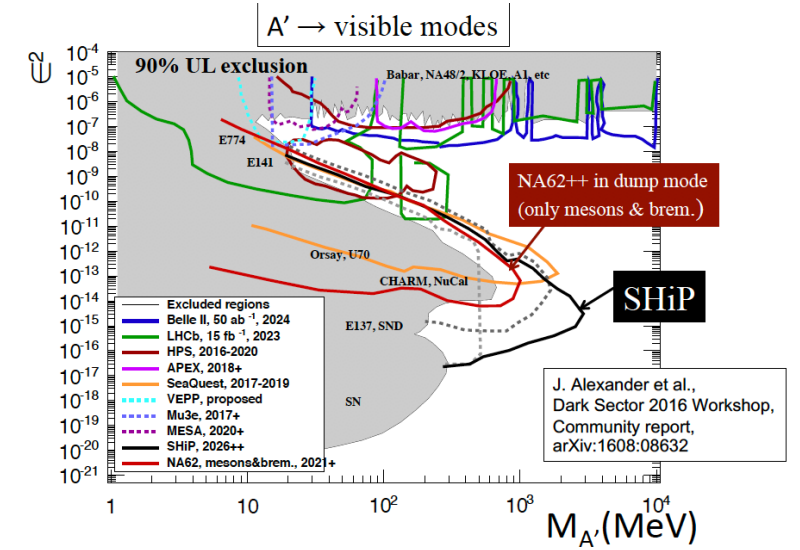 A' → visible modes
∈²
10⁻⁴
10⁻⁵
10⁻⁶
10⁻⁷
10⁻⁸
10⁻⁹
10⁻¹⁰
10⁻¹¹
10⁻¹²
10⁻¹³
10⁻¹⁴
10⁻¹⁵
10⁻¹⁶
10⁻¹⁷
10⁻¹⁸
10⁻¹⁹
10⁻²⁰
10⁻²¹
90% UL exclusion
Babar, NA48/2, KLOE, A1, etc
E774
E141
NA62++ in dump mode
(only mesons & brem.)
Orsay, U70
CHARM, NuCal
SHiP
E137, SND
SN
Excluded regions
Belle II, 50 ab ⁻¹, 2024
LHCb, 15 fb ⁻¹, 2023
HPS, 2016-2020
APEX, 2018+
SeaQuest, 2017-2019
VEPP, proposed
Mu3e, 2017+
MESA, 2020+
SHiP, 2026++
NA62, mesons&brem., 2021+
J. Alexander et al.,
Dark Sector 2016 Workshop,
Community report,
arXiv:1608:08632
1 10 10² 10³ 10⁴
M_A'(MeV)